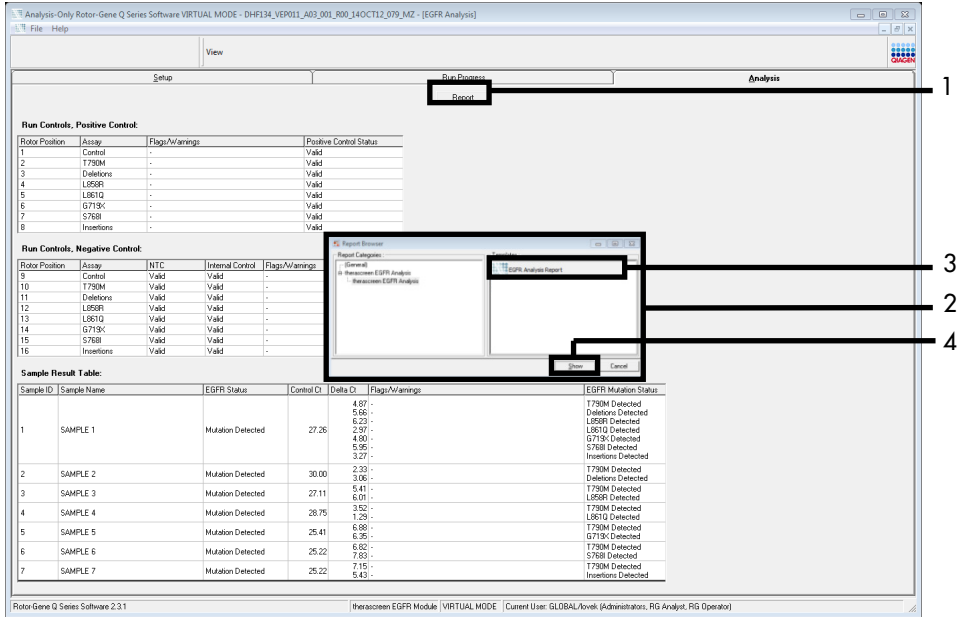 Analysis-Only Rotor-Gene Q Series Software VIRTUAL MODE - DHF134_VEP011_A03_001_R00_14OCT12_079_MZ - [EGFR Analysis]
File Help
View
QIAGEN
Setup Run Progress Analysis
Report 1
Run Controls, Positive Control:
Rotor Position Assay Flags/Warnings Positive Control Status
1 Control - Valid
2 T790M - Valid
3 Deletions - Valid
4 L858R - Valid
5 L861Q - Valid
6 G719X - Valid
7 S768I - Valid
8 Insertions - Valid
Run Controls, Negative Control:
Rotor Position Assay NTC Internal Control Flags/Warnings
9 Control Valid Valid -
10 T790M Valid Valid -
11 Deletions Valid Valid -
12 L858R Valid Valid -
13 L861Q Valid Valid -
14 G719X Valid Valid -
15 S768I Valid Valid -
16 Insertions Valid Valid -
Report Browser
Report Categories: Templates
(General)
therascreen EGFR Analysis
therascreen EGFR Analysis
EGFR Analysis Report 3
2
Show Cancel 4
Sample Result Table:
Sample ID Sample Name EGFR Status Control Ct Delta Ct Flags/Warnings EGFR Mutation Status
1 SAMPLE 1 Mutation Detected 27.26
4.87 - T790M Detected
5.66 - Deletions Detected
6.23 - L858R Detected
2.97 - L861Q Detected
4.80 - G719X Detected
5.95 - S768I Detected
3.27 - Insertions Detected
2 SAMPLE 2 Mutation Detected 30.00
2.33 - T790M Detected
3.06 - Deletions Detected
3 SAMPLE 3 Mutation Detected 27.11
5.41 - T790M Detected
6.01 - L858R Detected
4 SAMPLE 4 Mutation Detected 28.75
3.52 - T790M Detected
1.29 - L861Q Detected
5 SAMPLE 5 Mutation Detected 25.41
6.88 - T790M Detected
6.35 - G719X Detected
6 SAMPLE 6 Mutation Detected 25.22
6.82 - T790M Detected
7.83 - S768I Detected
7 SAMPLE 7 Mutation Detected 25.22
7.15 - T790M Detected
5.43 - Insertions Detected
Rotor-Gene Q Series Software 2.3.1 therascreen EGFR Module VIRTUAL MODE Current User: GLOBAL/lovek (Administrators, RG Analyst, RG Operator)